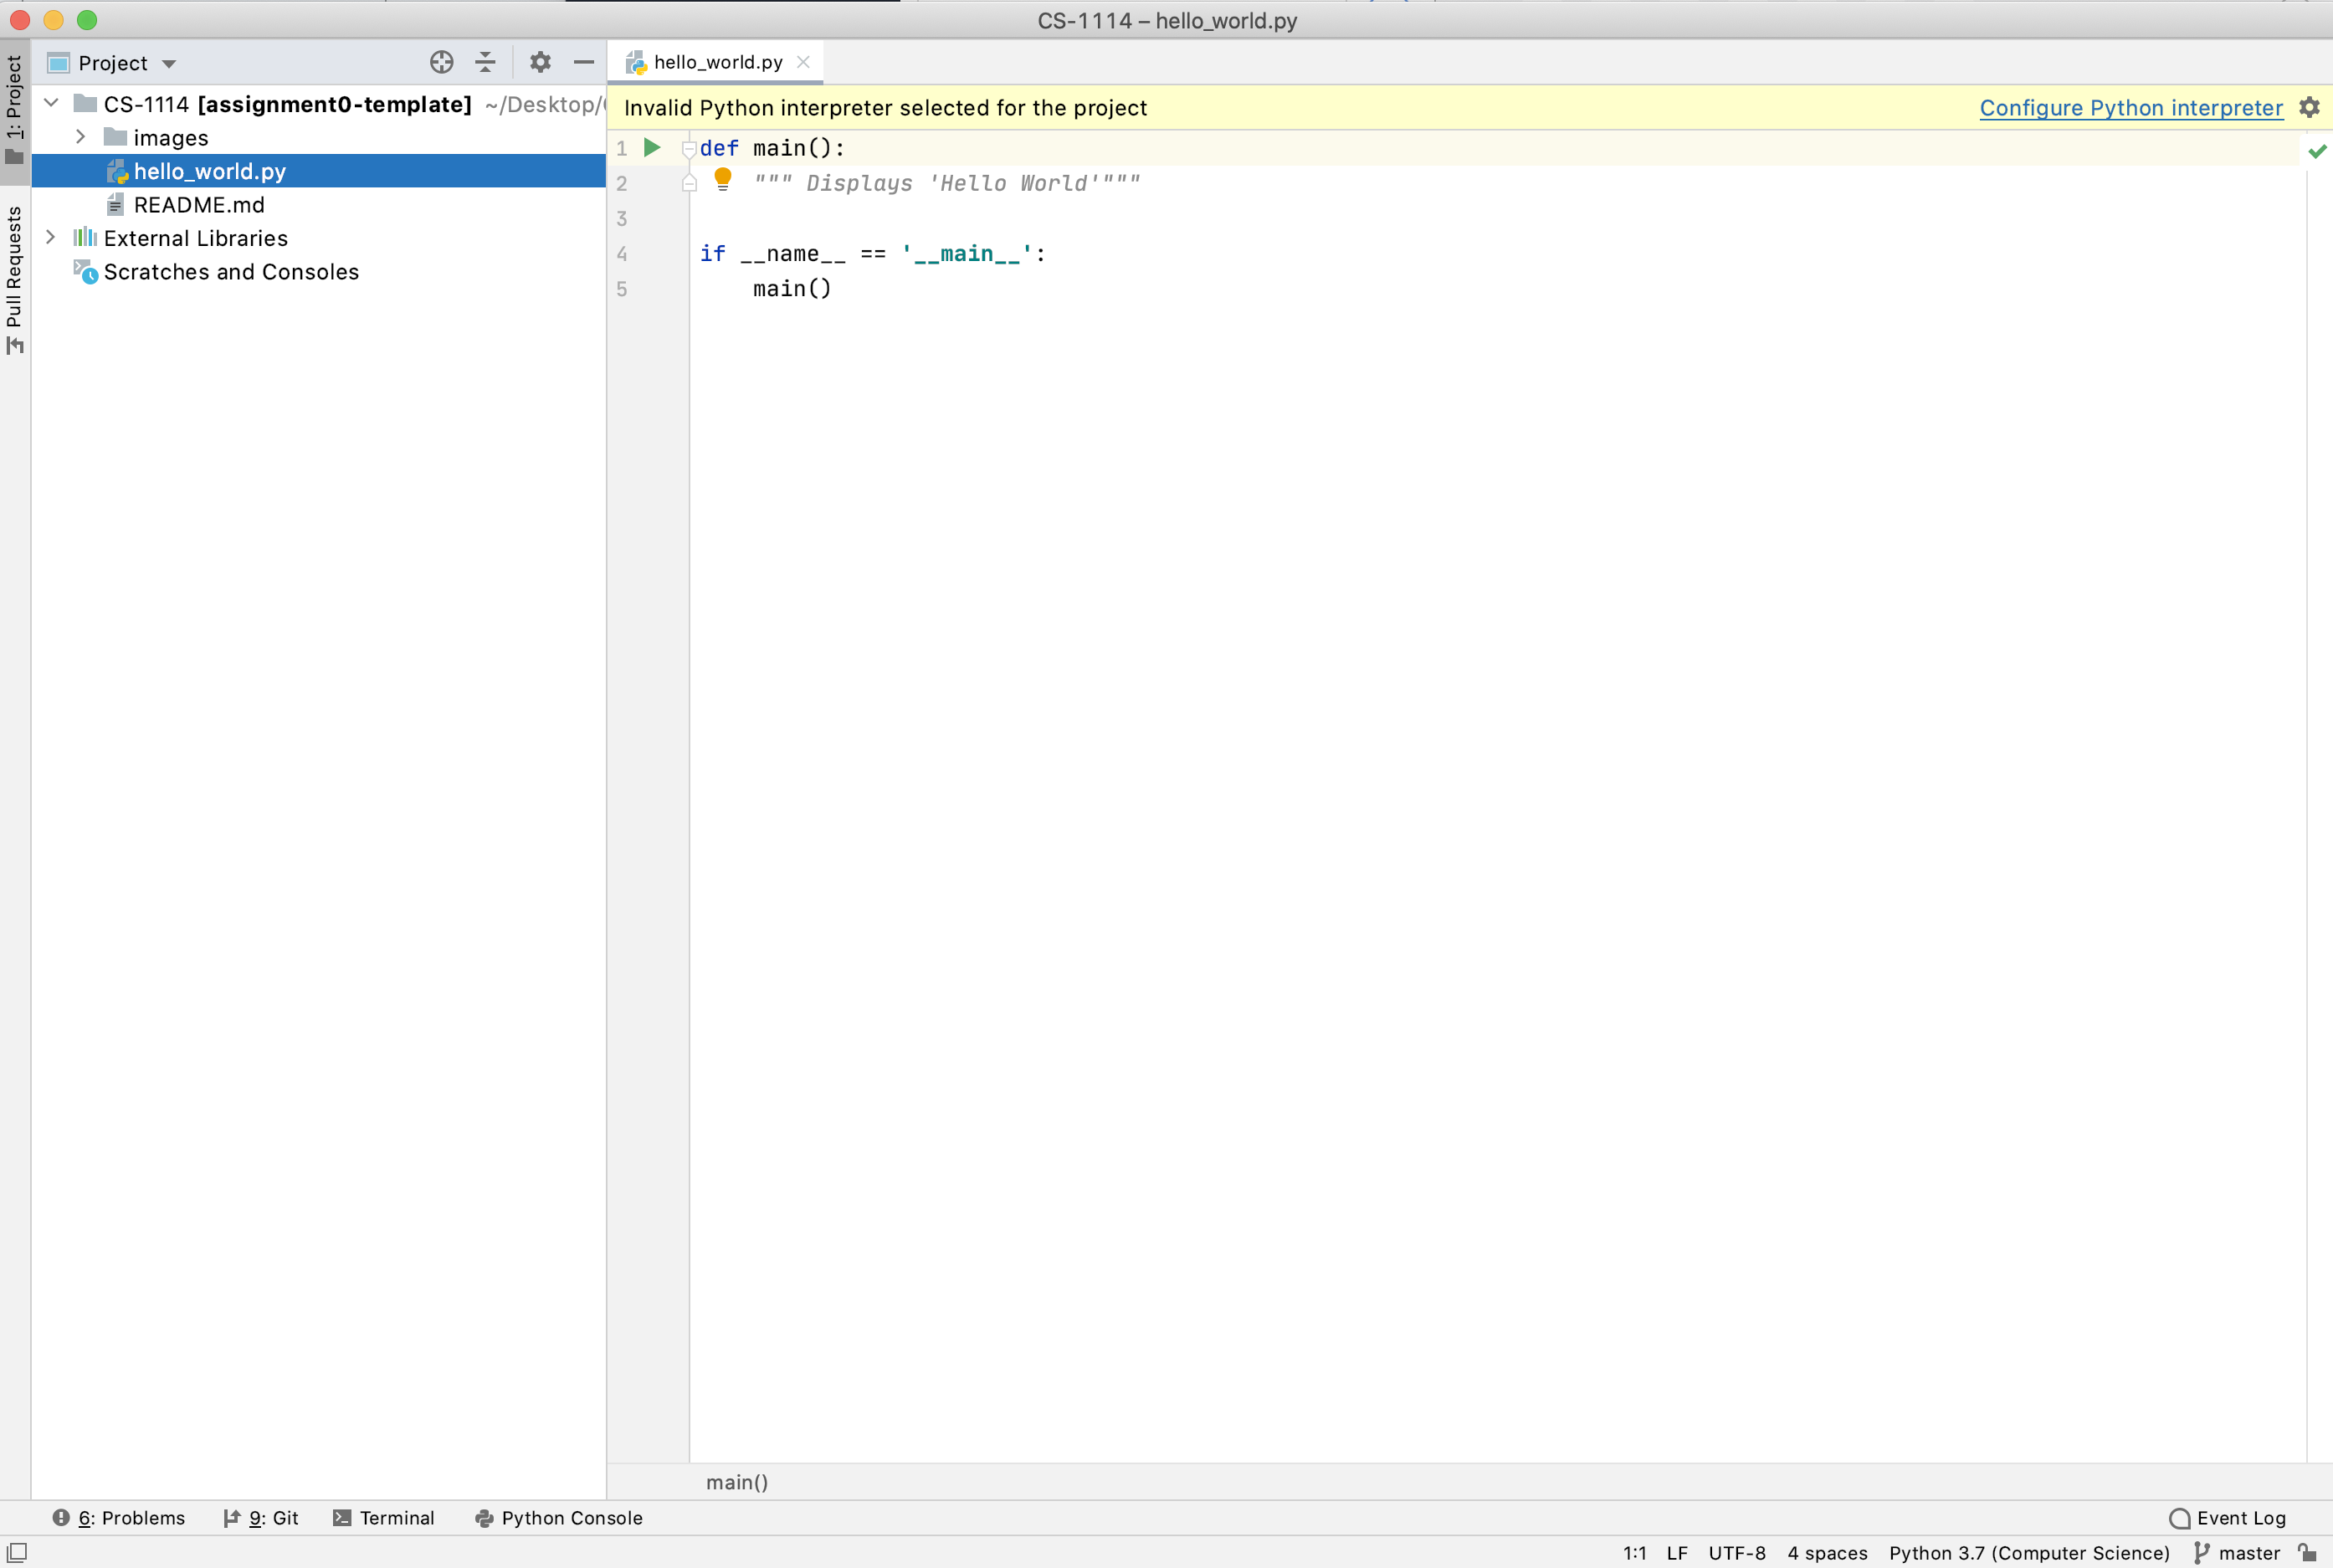 CS-1114 – hello_world.py
1: Project
Pull Requests
Project
CS-1114 [assignment0-template] ~/Desktop/
images
hello_world.py
README.md
External Libraries
Scratches and Consoles
hello_world.py
Invalid Python interpreter selected for the project Configure Python interpreter
1 def main():
2 """ Displays 'Hello World'"""
3
4 if __name__ == '__main__':
5 main()
main()
6: Problems 9: Git Terminal Python Console Event Log
1:1 LF UTF-8 4 spaces Python 3.7 (Computer Science) master